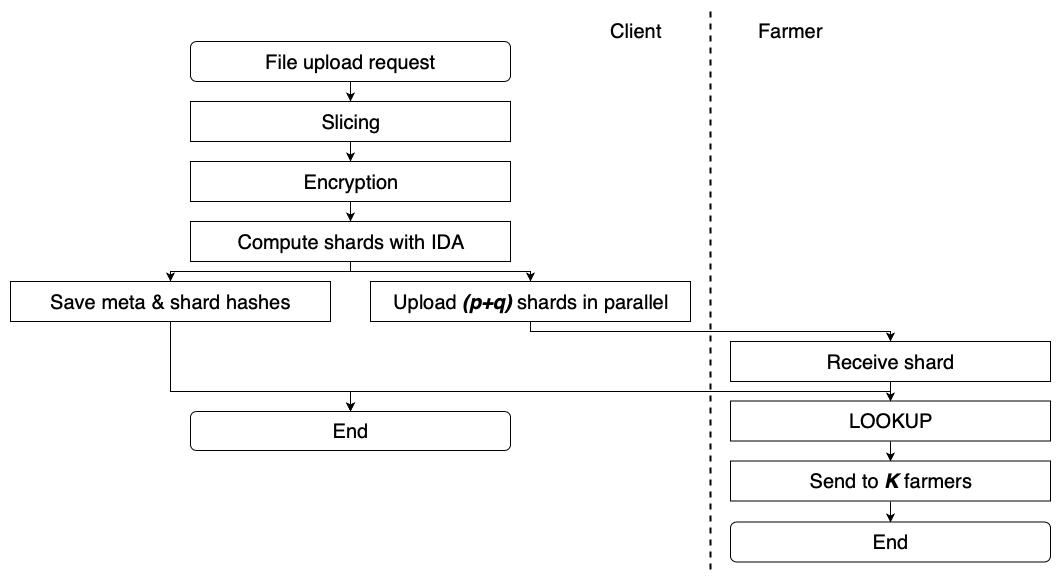 Client
Farmer
File upload request
Slicing
Encryption
Compute shards with IDA
Save meta & shard hashes
Upload (p+q) shards in parallel
Receive shard
LOOKUP
End
Send to K farmers
End